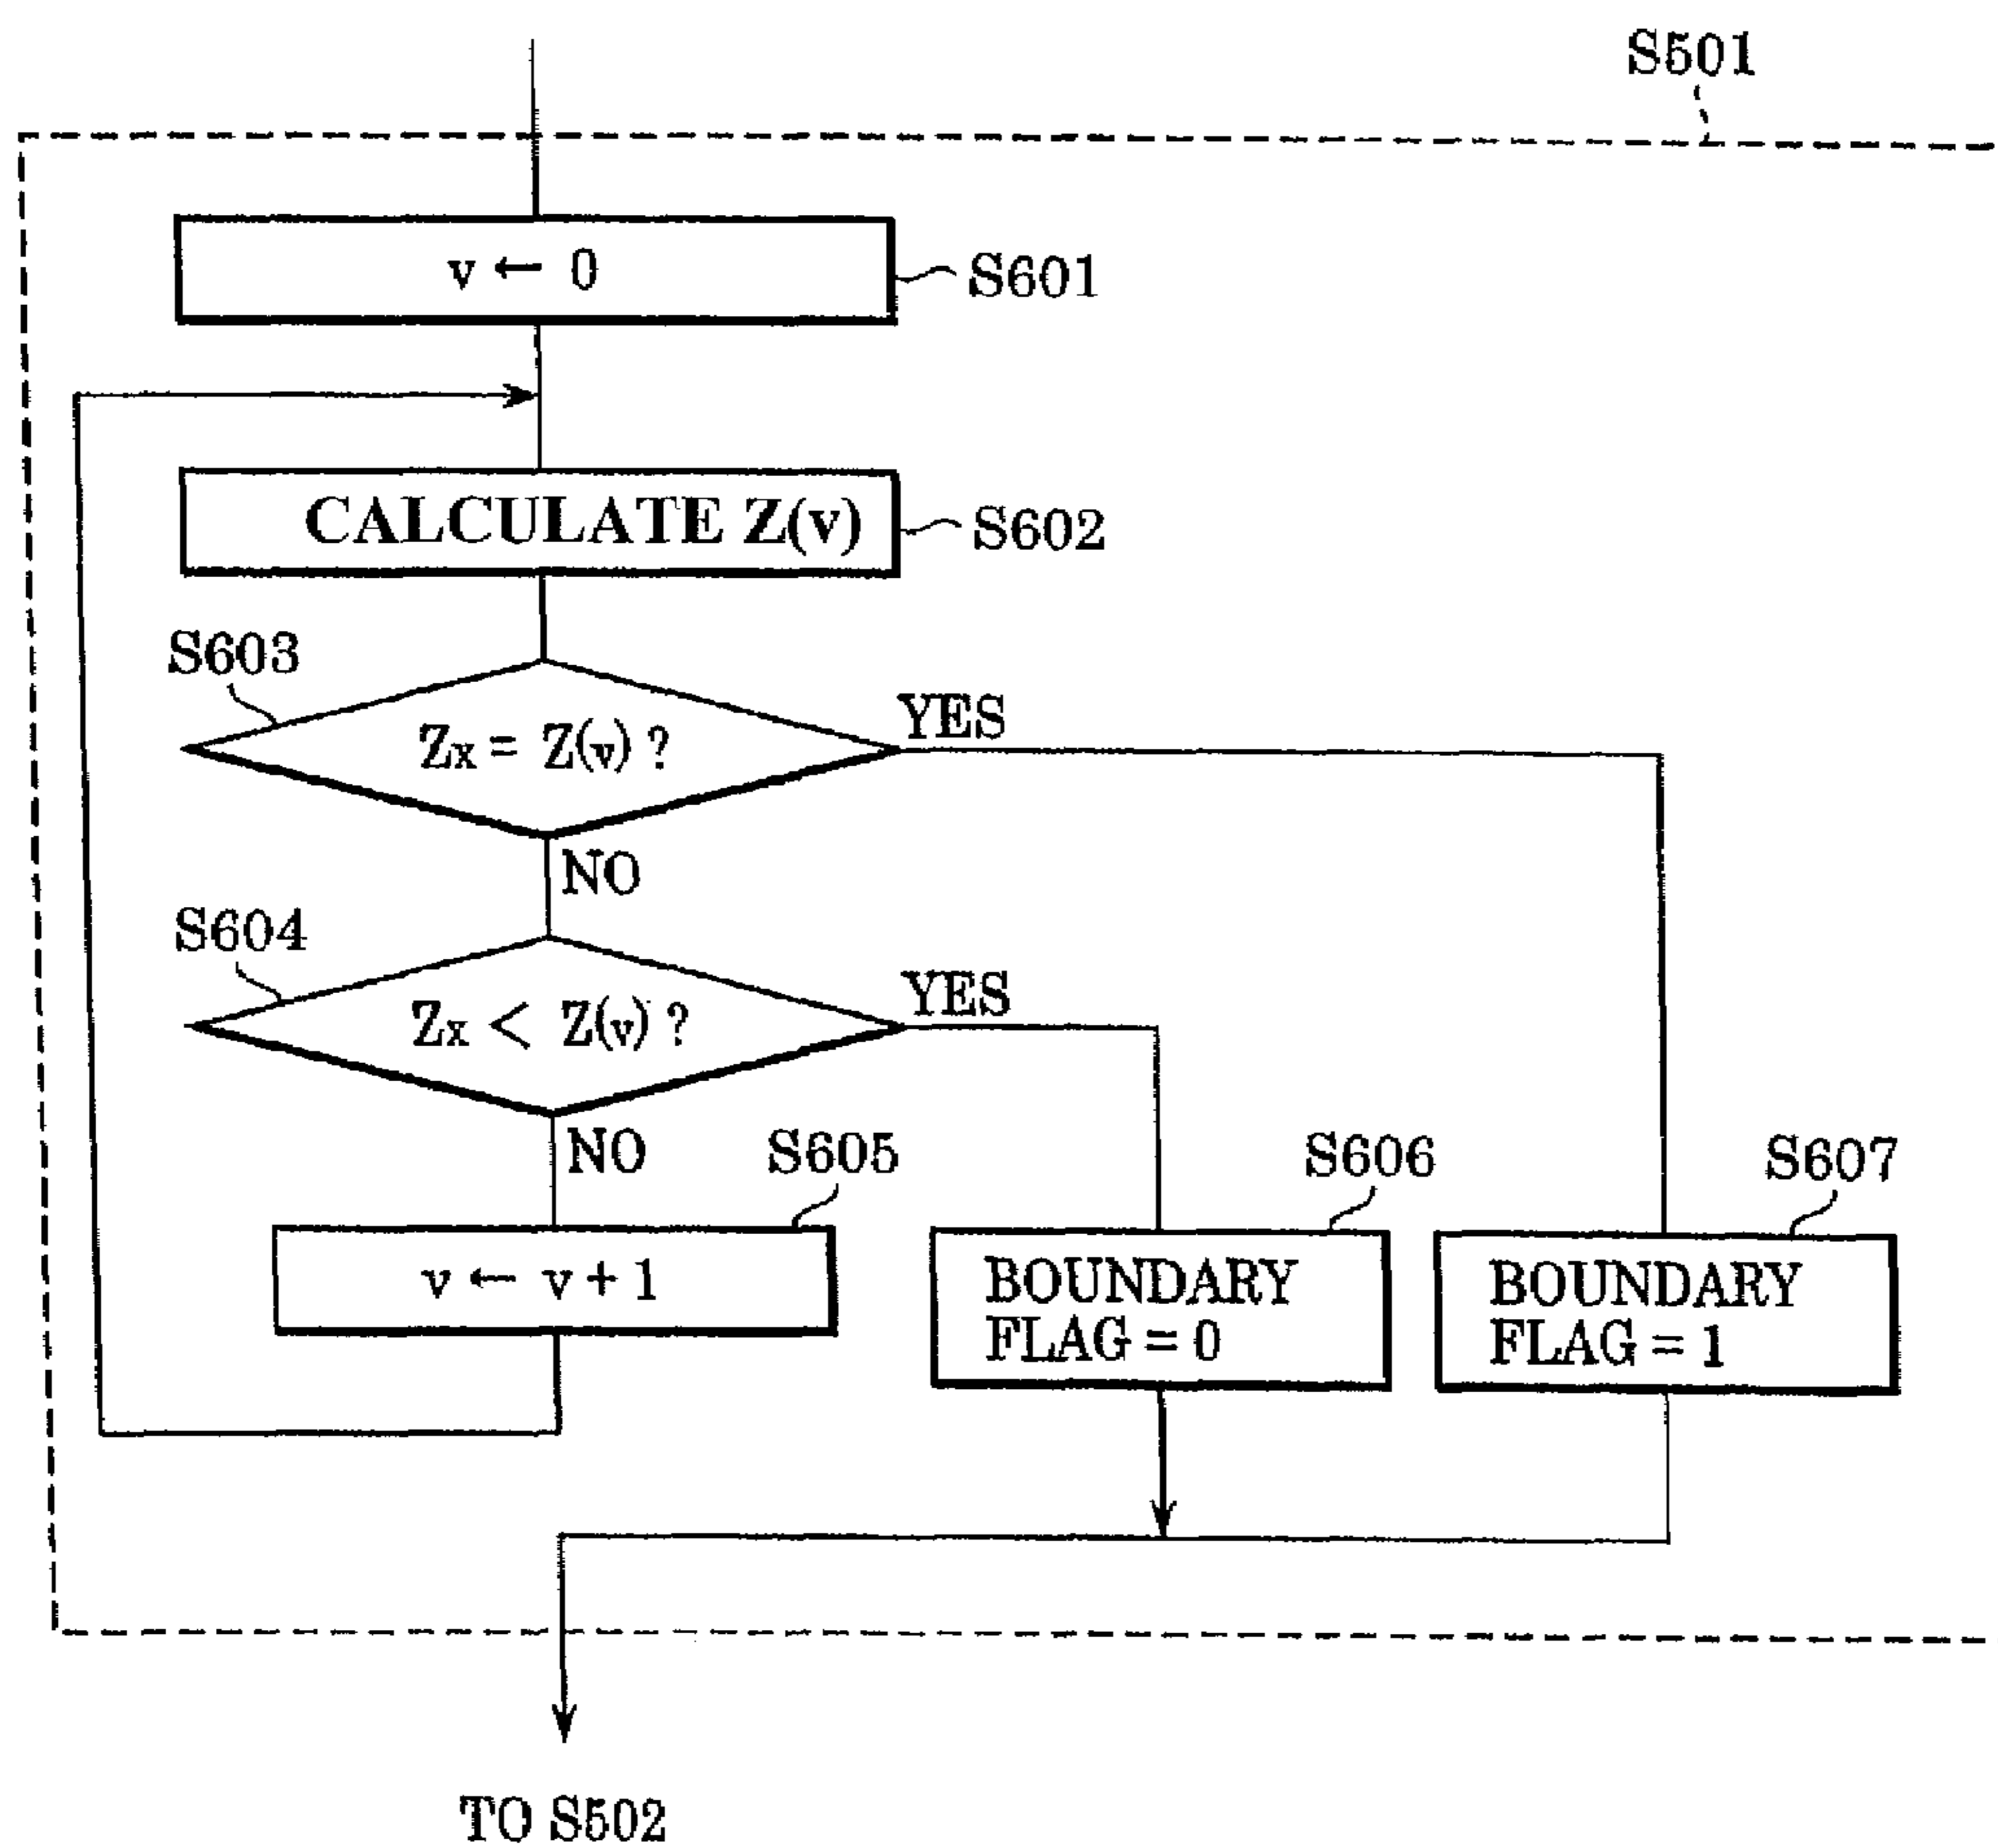 S501
v ← 0
S601
CALCULATE Z(v)
S602
S603
Zx = Z(v) ?
YES
NO
S604
Zx < Z(v) ?
YES
NO
S605
S606
S607
v ← v + 1
BOUNDARY
FLAG = 0
BOUNDARY
FLAG = 1
TO S502